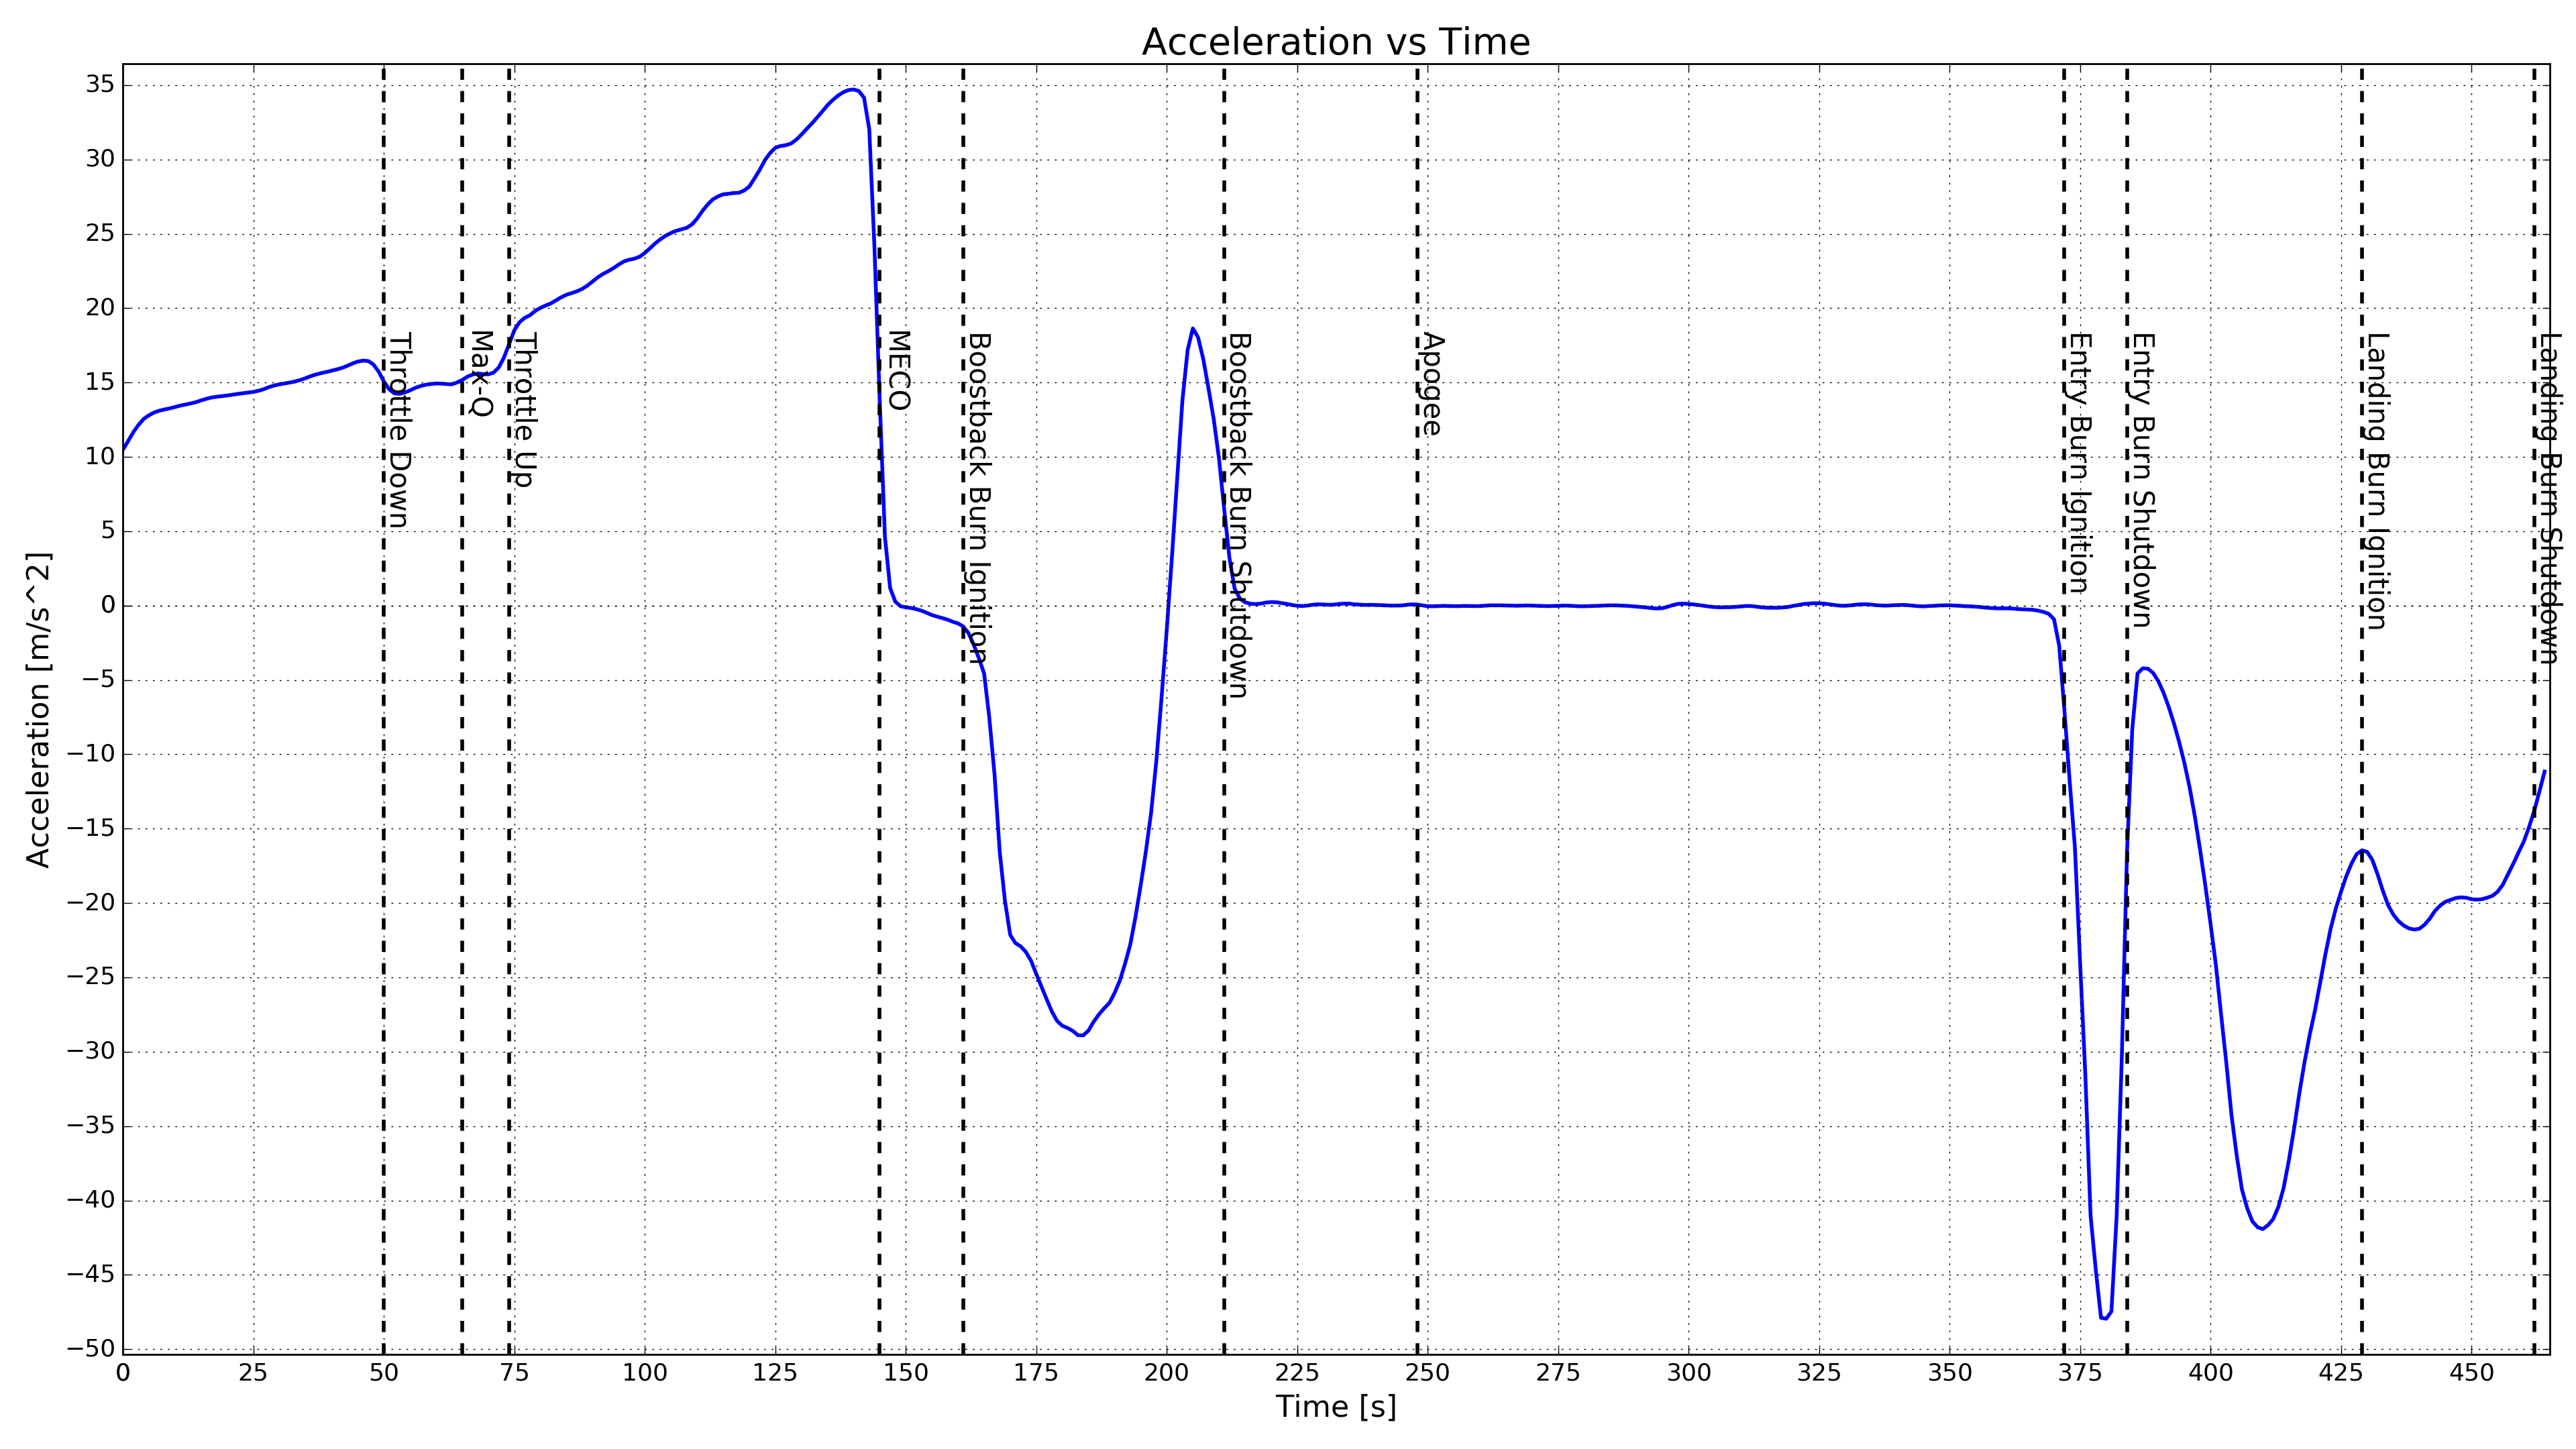 Acceleration vs Time
Acceleration [m/s^2]
35
30
25
20
15
10
5
0
−5
−10
−15
−20
−25
−30
−35
−40
−45
−50
Throttle Down
Max-Q
Throttle Up
MECO
Boostback Burn Ignition
Boostback Burn Shutdown
Apogee
Entry Burn Ignition
Entry Burn Shutdown
Landing Burn Ignition
Landing Burn Shutdown
0 25 50 75 100 125 150 175 200 225 250 275 300 325 350 375 400 425 450
Time [s]